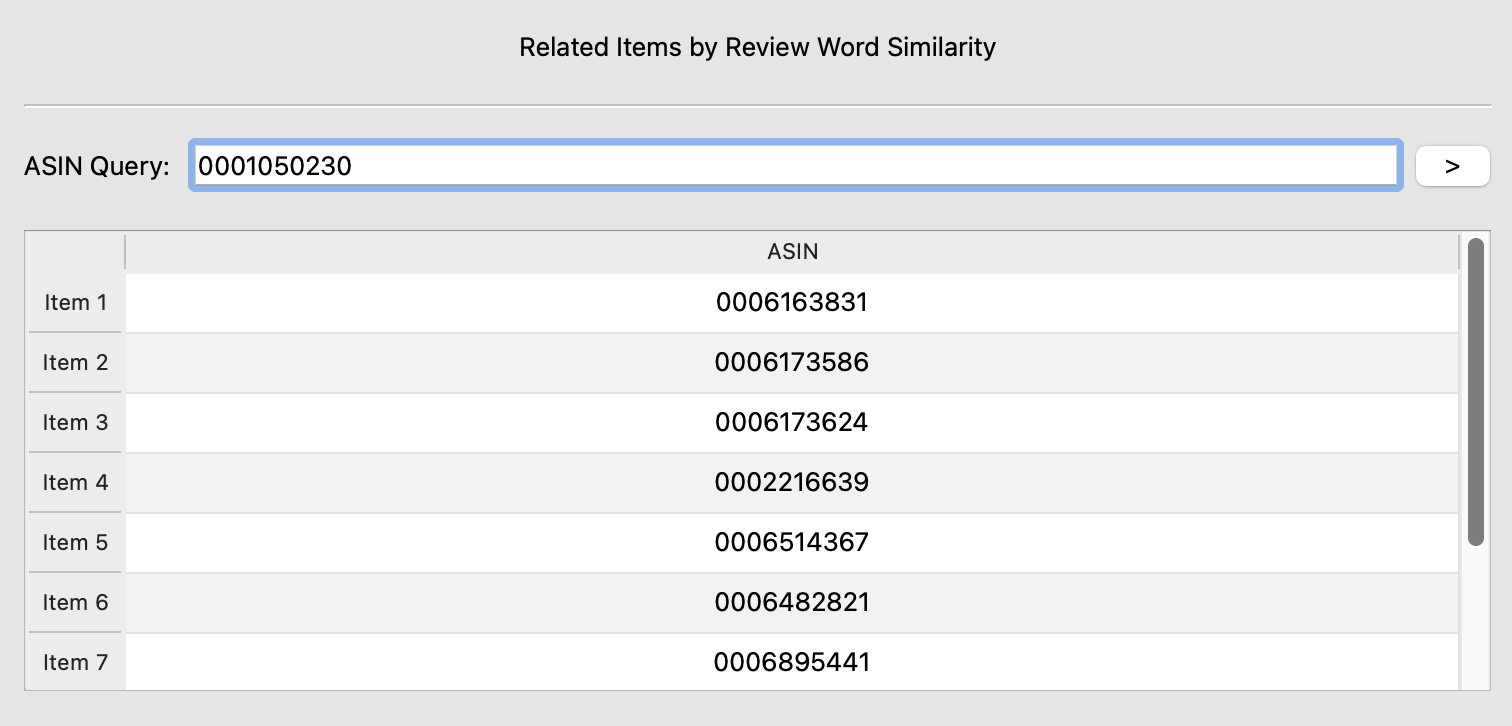 Related Items by Review Word Similarity
ASIN Query: 0001050230 >
ASIN
Item 1 0006163831
Item 2 0006173586
Item 3 0006173624
Item 4 0002216639
Item 5 0006514367
Item 6 0006482821
Item 7 0006895441